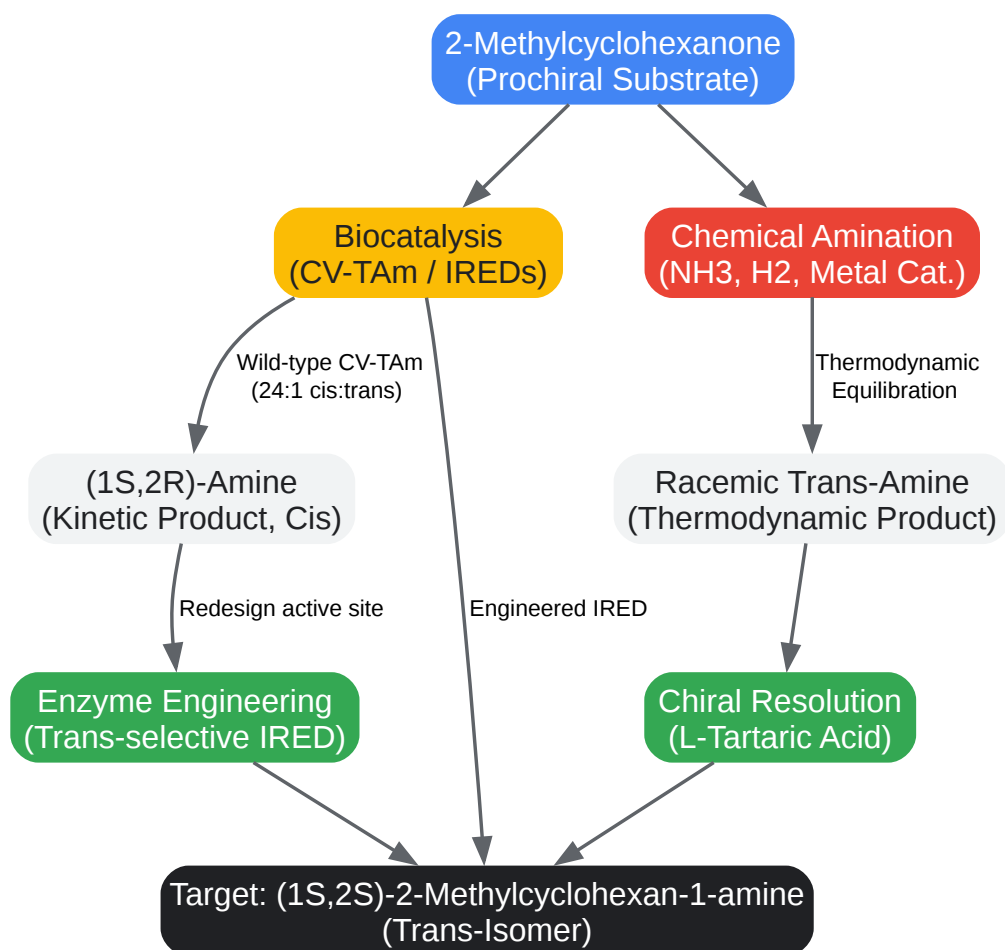 2-Methylcyclohexanone
(Prochiral Substrate)
Biocatalysis
(CV-TAm / IREDs)
Chemical Amination
(NH3, H2, Metal Cat.)
Wild-type CV-TAm
(24:1 cis:trans)
Thermodynamic
Equilibration
(1S,2R)-Amine
(Kinetic Product, Cis)
Racemic Trans-Amine
(Thermodynamic Product)
Redesign active site
Engineered IRED
Enzyme Engineering
(Trans-selective IRED)
Chiral Resolution
(L-Tartaric Acid)
Target: (1S,2S)-2-Methylcyclohexan-1-amine
(Trans-Isomer)